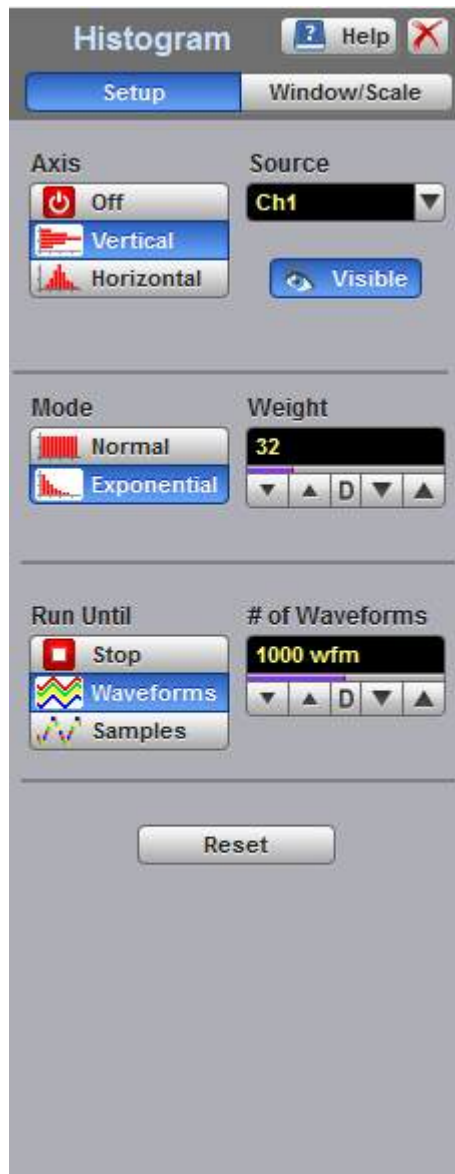 Histogram
? Help
Setup
Window/Scale
Axis
Off
Vertical
Horizontal
Source
Ch1
Visible
Mode
Normal
Exponential
Weight
32
D
Run Until
Stop
Waveforms
Samples
# of Waveforms
1000 wfm
D
Reset